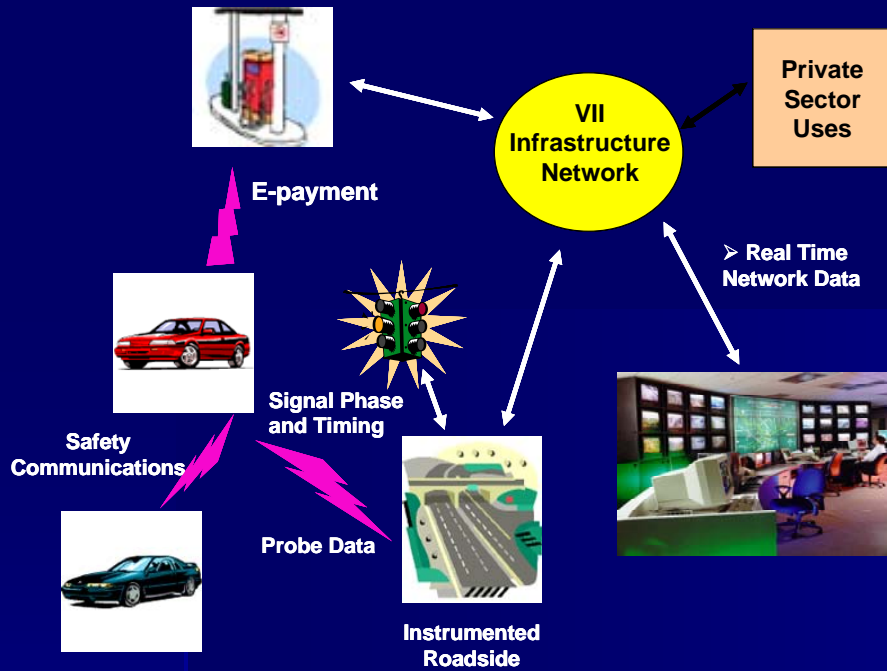 VII
Infrastructure
Network
Private
Sector
Uses
E-payment
➢ Real Time
Network Data
Signal Phase
and Timing
Safety
Communications
Probe Data
Instrumented
Roadside